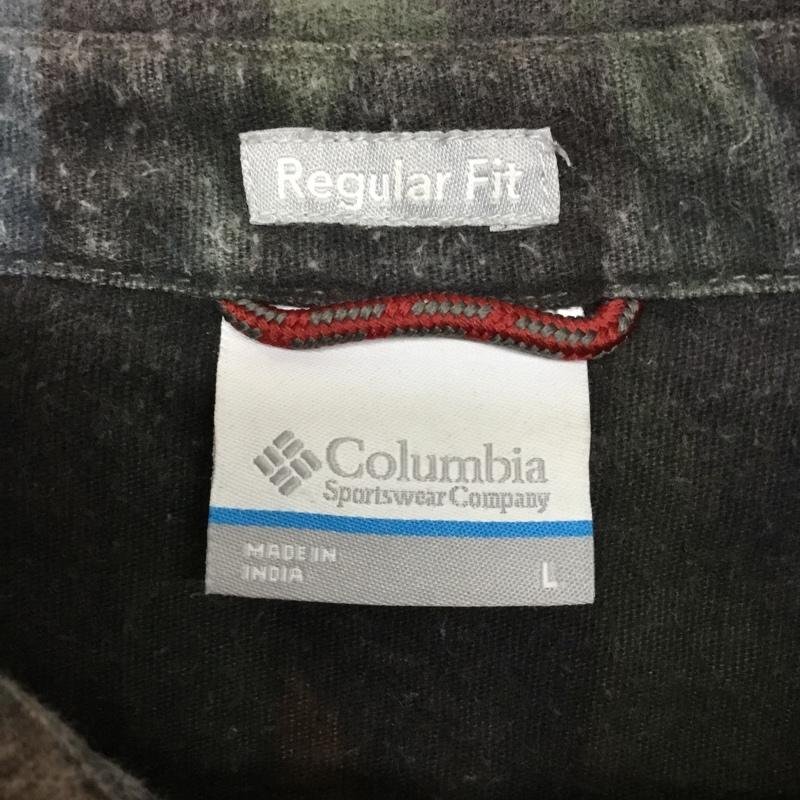 Regular Fit
Columbia
Sportswear Company
MADE IN
INDIA
L